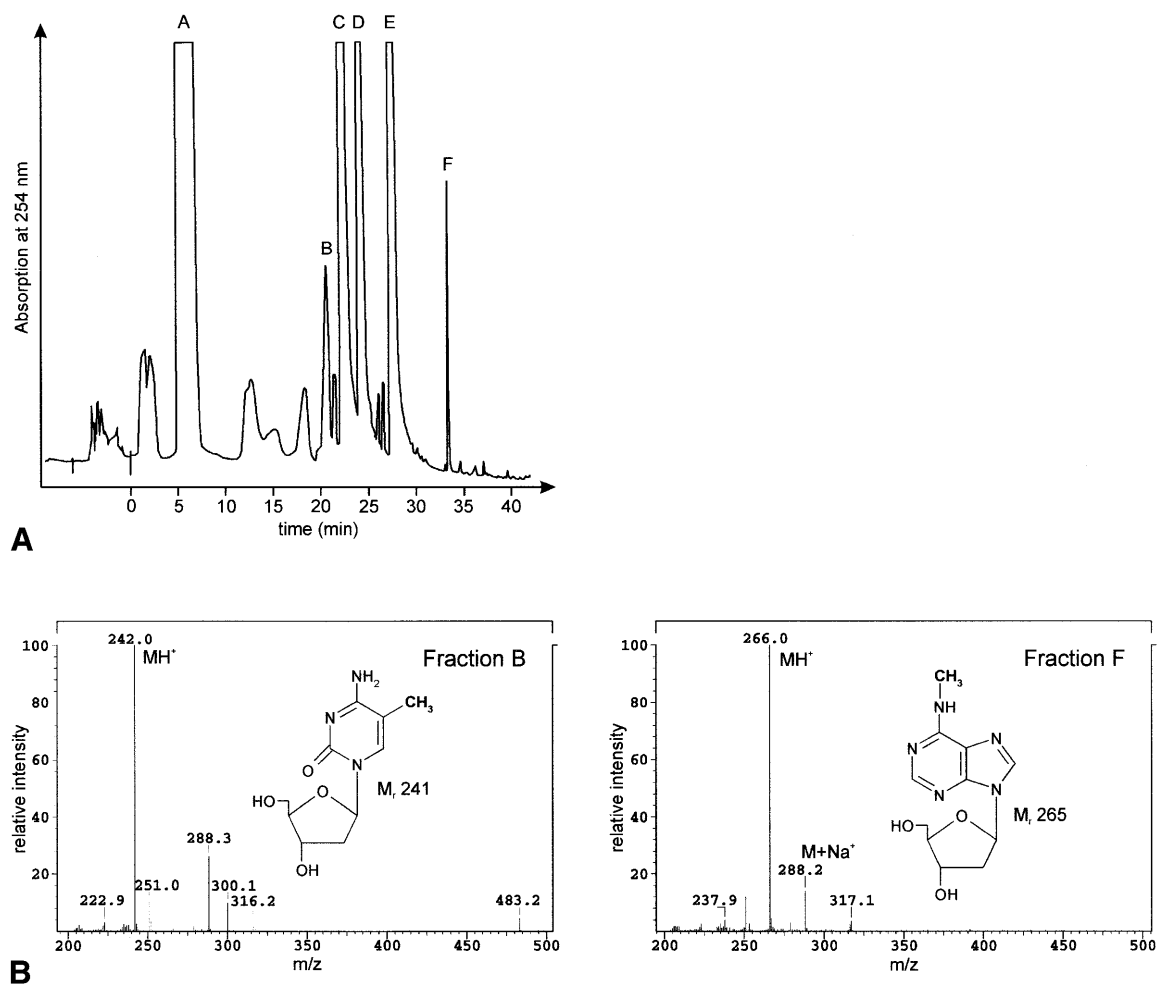 A
C D E
F
B
Absorption at 254 nm
0 5 10 15 20 25 30 35 40
time (min)
A
100
80
60
40
20
relative intensity
242.0
MH+
Fraction B
NH2
CH3
N
O
N
Mr 241
O
HO
OH
288.3
251.0
300.1
222.9
316.2
483.2
200 250 300 350 400 450 500
m/z
B
100
80
60
40
20
relative intensity
266.0
MH+
Fraction F
CH3
NH
N
N
N
N
Mr 265
O
HO
OH
M+Na+
288.2
237.9
317.1
200 250 300 350 400 450 500
m/z